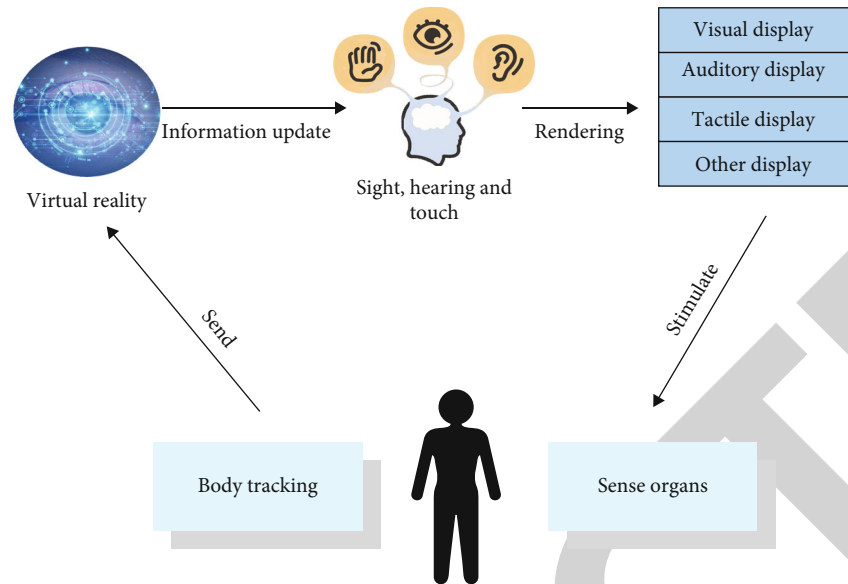 Visual display
Auditory display
Tactile display
Other display
Information update
Rendering
Virtual reality
Sight, hearing and
touch
Send
Stimulate
Body tracking
Sense organs